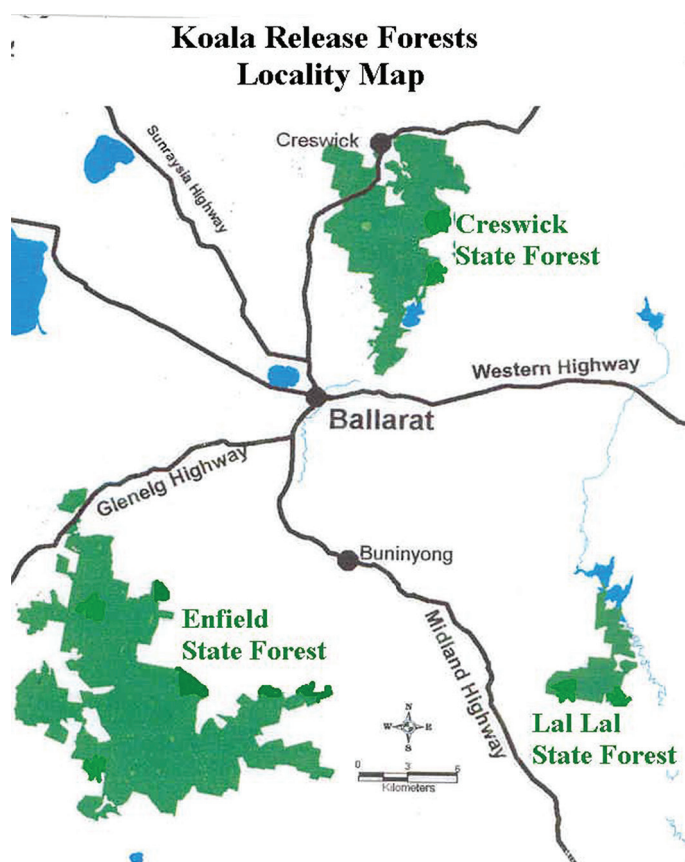 Koala Release Forests
Locality Map
Sunraysia Highway
Creswick
Creswick
State Forest
Western Highway
Ballarat
Glenelg Highway
Buninyong
Enfield
State Forest
Midland Highway
Lal Lal
State Forest
N
W E
S
0 3 6
Kilometers